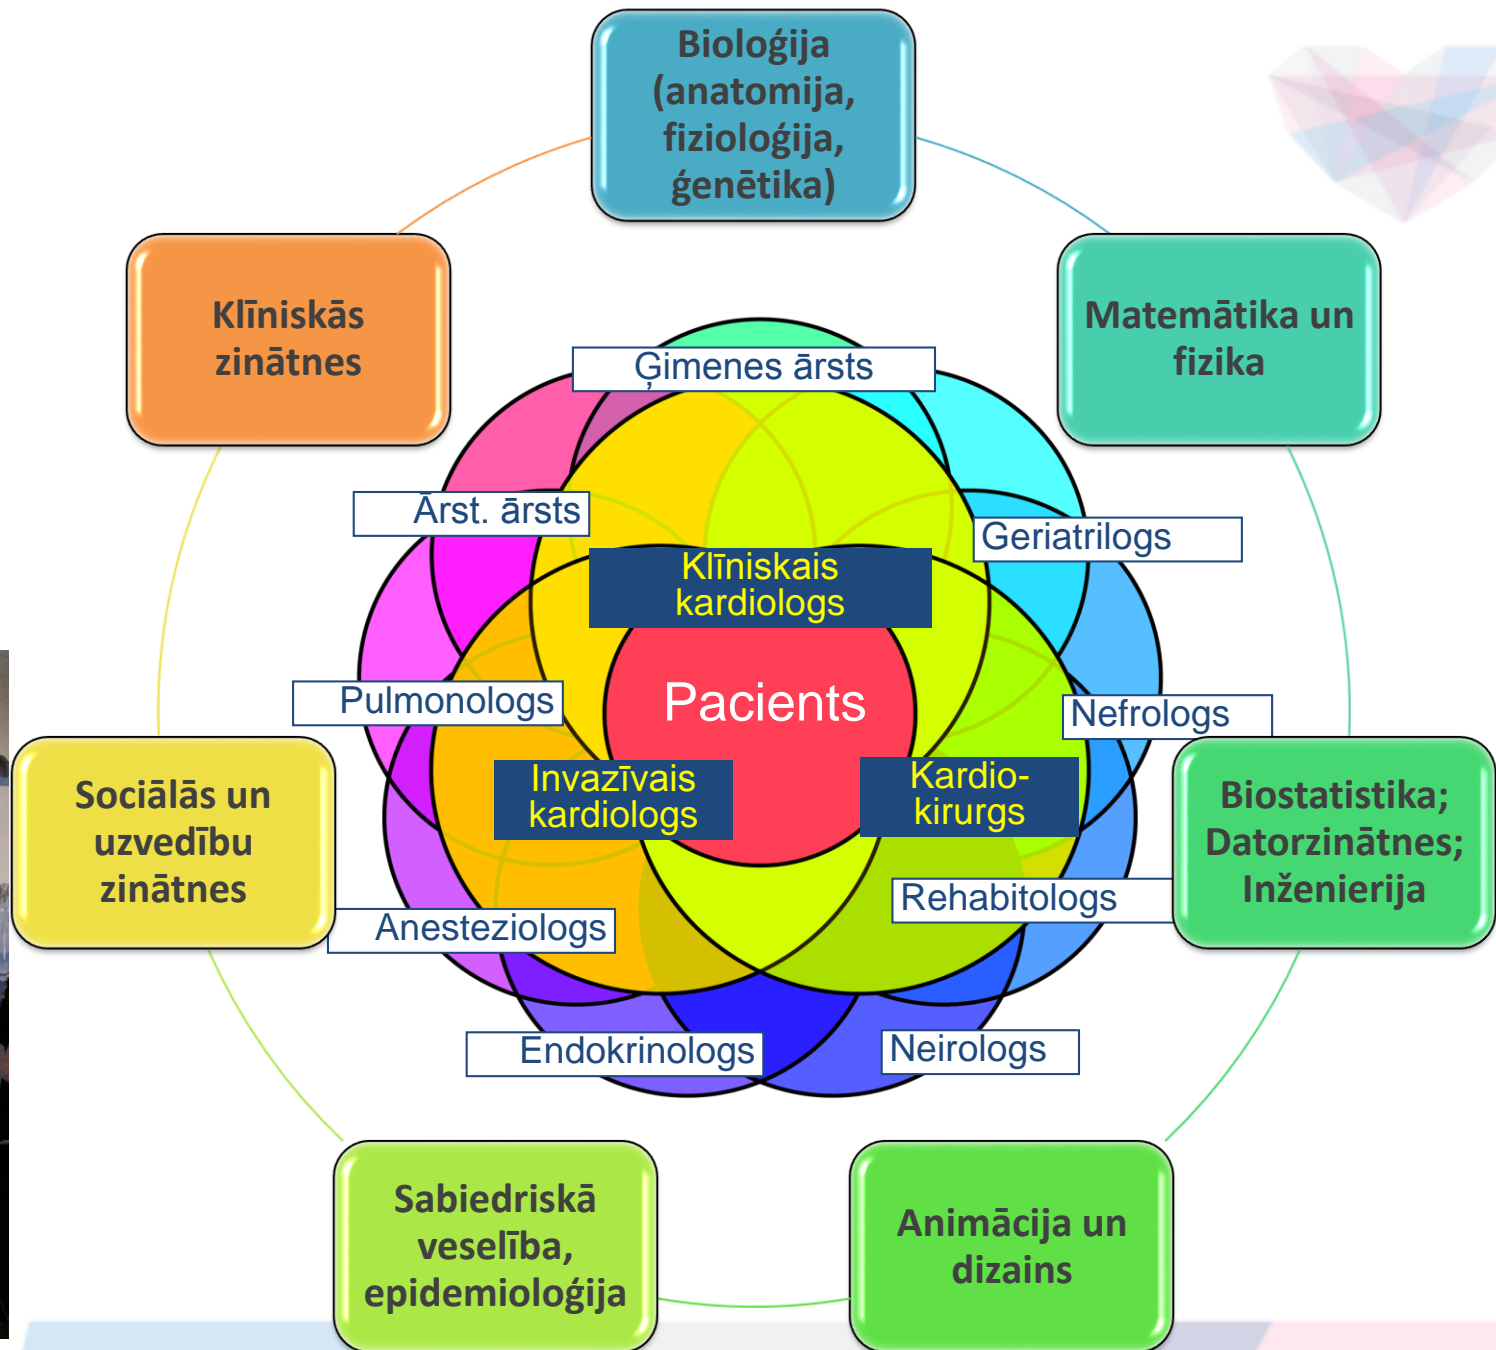 Bioloģija
(anatomija,
fizioloģija,
ģenētika)
Klīniskās
zinātnes
Matemātika un
fizika
Ģimenes ārsts
Ārst. ārsts
Geriatrilogs
Klīniskais
kardiologs
Pacients
Pulmonologs
Nefrologs
Invazīvais
kardiologs
Kardio-
kirurgs
Sociālās un
uzvedību
zinātnes
Biostatistika;
Datorzinātnes;
Inženierija
Rehabitologs
Anesteziologs
Endokrinologs
Neirologs
Sabiedriskā
veselība,
epidemioloģija
Animācija un
dizains